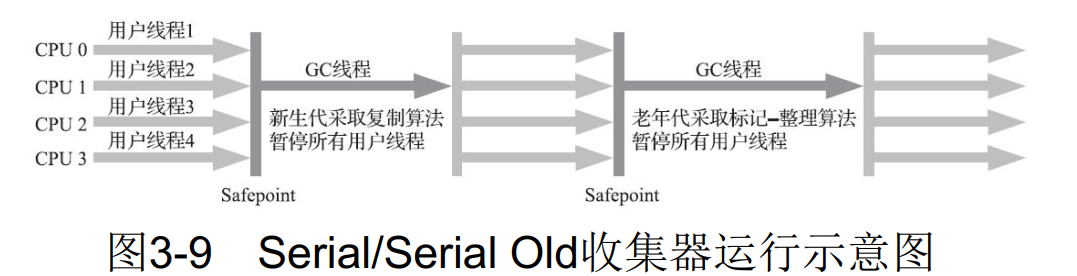 用户线程1
CPU 0
用户线程2
GC线程
GC线程
CPU 1
用户线程3
新生代采取复制算法
老年代采取标记-整理算法
CPU 2
用户线程4
暂停所有用户线程
暂停所有用户线程
CPU 3
Safepoint
Safepoint
图3-9 Serial/Serial Old收集器运行示意图